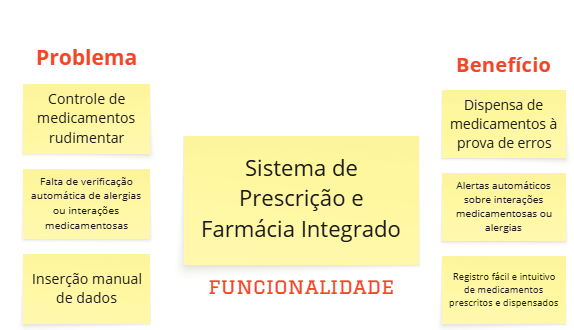 Problema
Controle de
medicamentos
rudimentar
Falta de verificação
automática de alergias
ou interações
medicamentosas
Inserção manual
de dados
Sistema de
Prescrição e
Farmácia Integrado
FUNCIONALIDADE
Benefício
Dispensa de
medicamentos à
prova de erros
Alertas automáticos
sobre interações
medicamentosas ou
alergias
Registro fácil e intuitivo
de medicamentos
prescritos e dispensados